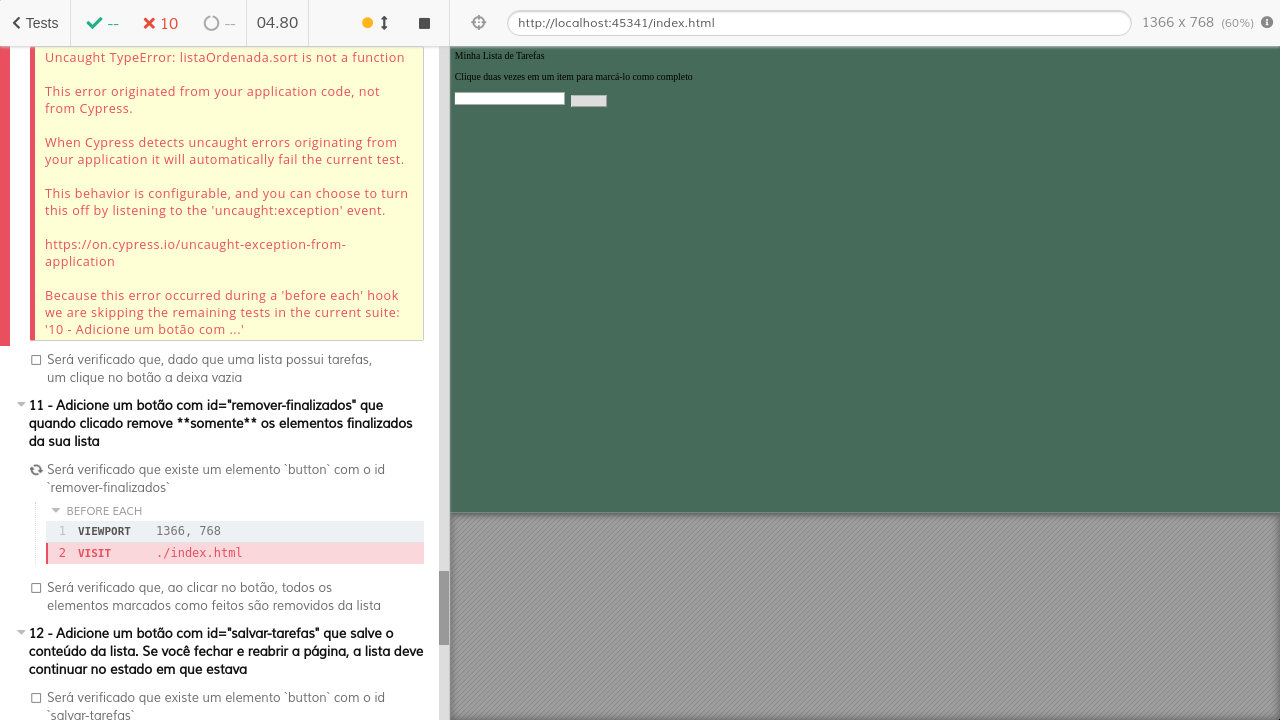 Tests
--
10
--
04.80
http://localhost:45341/index.html
1366 x 768 (60%)
Uncaught TypeError: listaOrdenada.sort is not a function
This error originated from your application code, not
from Cypress.
When Cypress detects uncaught errors originating from
your application it will automatically fail the current test.
This behavior is configurable, and you can choose to turn
this off by listening to the 'uncaught:exception' event.
https://on.cypress.io/uncaught-exception-from-
application
Because this error occurred during a 'before each' hook
we are skipping the remaining tests in the current suite:
'10 - Adicione um botão com ...'
Será verificado que, dado que uma lista possui tarefas,
um clique no botão a deixa vazia
11 - Adicione um botão com id="remover-finalizados" que
quando clicado remove **somente** os elementos finalizados
da sua lista
Será verificado que existe um elemento `button` com o id
`remover-finalizados`
BEFORE EACH
1 VIEWPORT 1366, 768
2 VISIT ./index.html
Será verificado que, ao clicar no botão, todos os
elementos marcados como feitos são removidos da lista
12 - Adicione um botão com id="salvar-tarefas" que salve o
conteúdo da lista. Se você fechar e reabrir a página, a lista deve
continuar no estado em que estava
Será verificado que existe um elemento `button` com o id
`salvar-tarefas`
Minha Lista de Tarefas
Clique duas vezes em um item para marcá-lo como completo